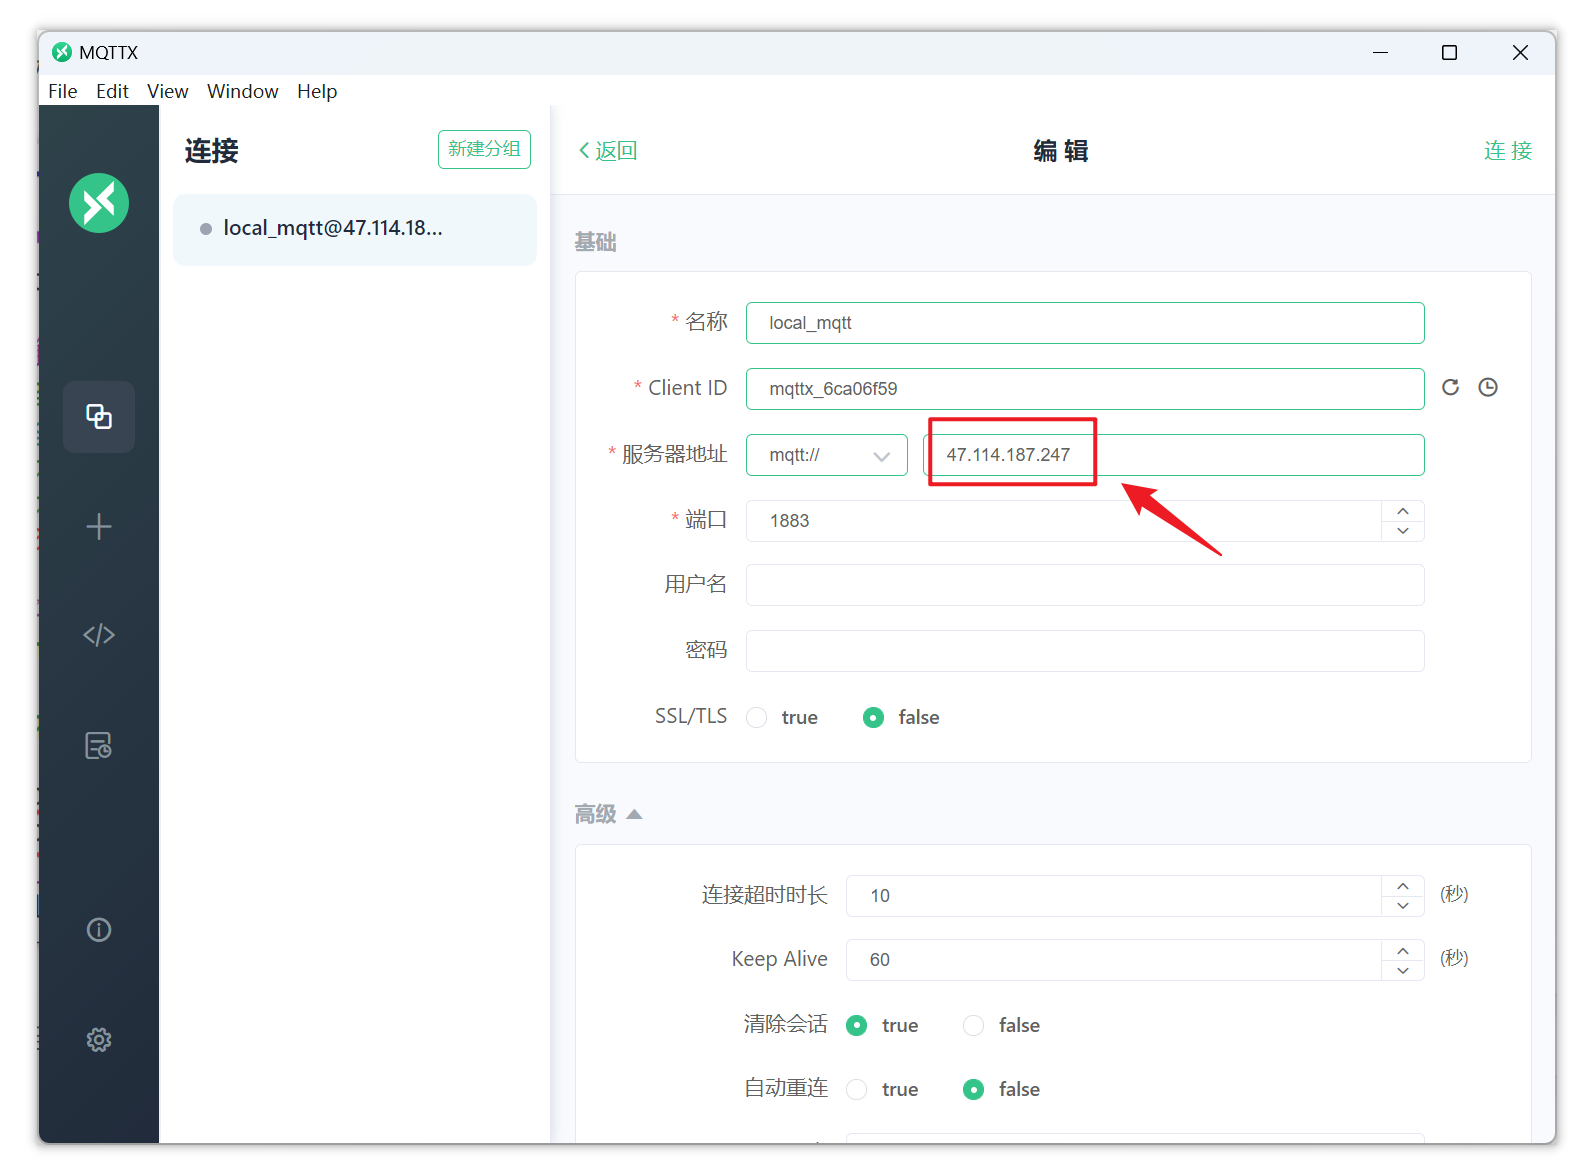 MQTTX
File Edit View Window Help
连接
新建分组
local_mqtt@47.114.18...
返回
编 辑
连 接
基础
* 名称 local_mqtt
* Client ID mqttx_6ca06f59
* 服务器地址 mqtt:// 47.114.187.247
* 端口 1883
用户名
密码
SSL/TLS true false
高级
连接超时时长 10 (秒)
Keep Alive 60 (秒)
清除会话 true false
自动重连 true false